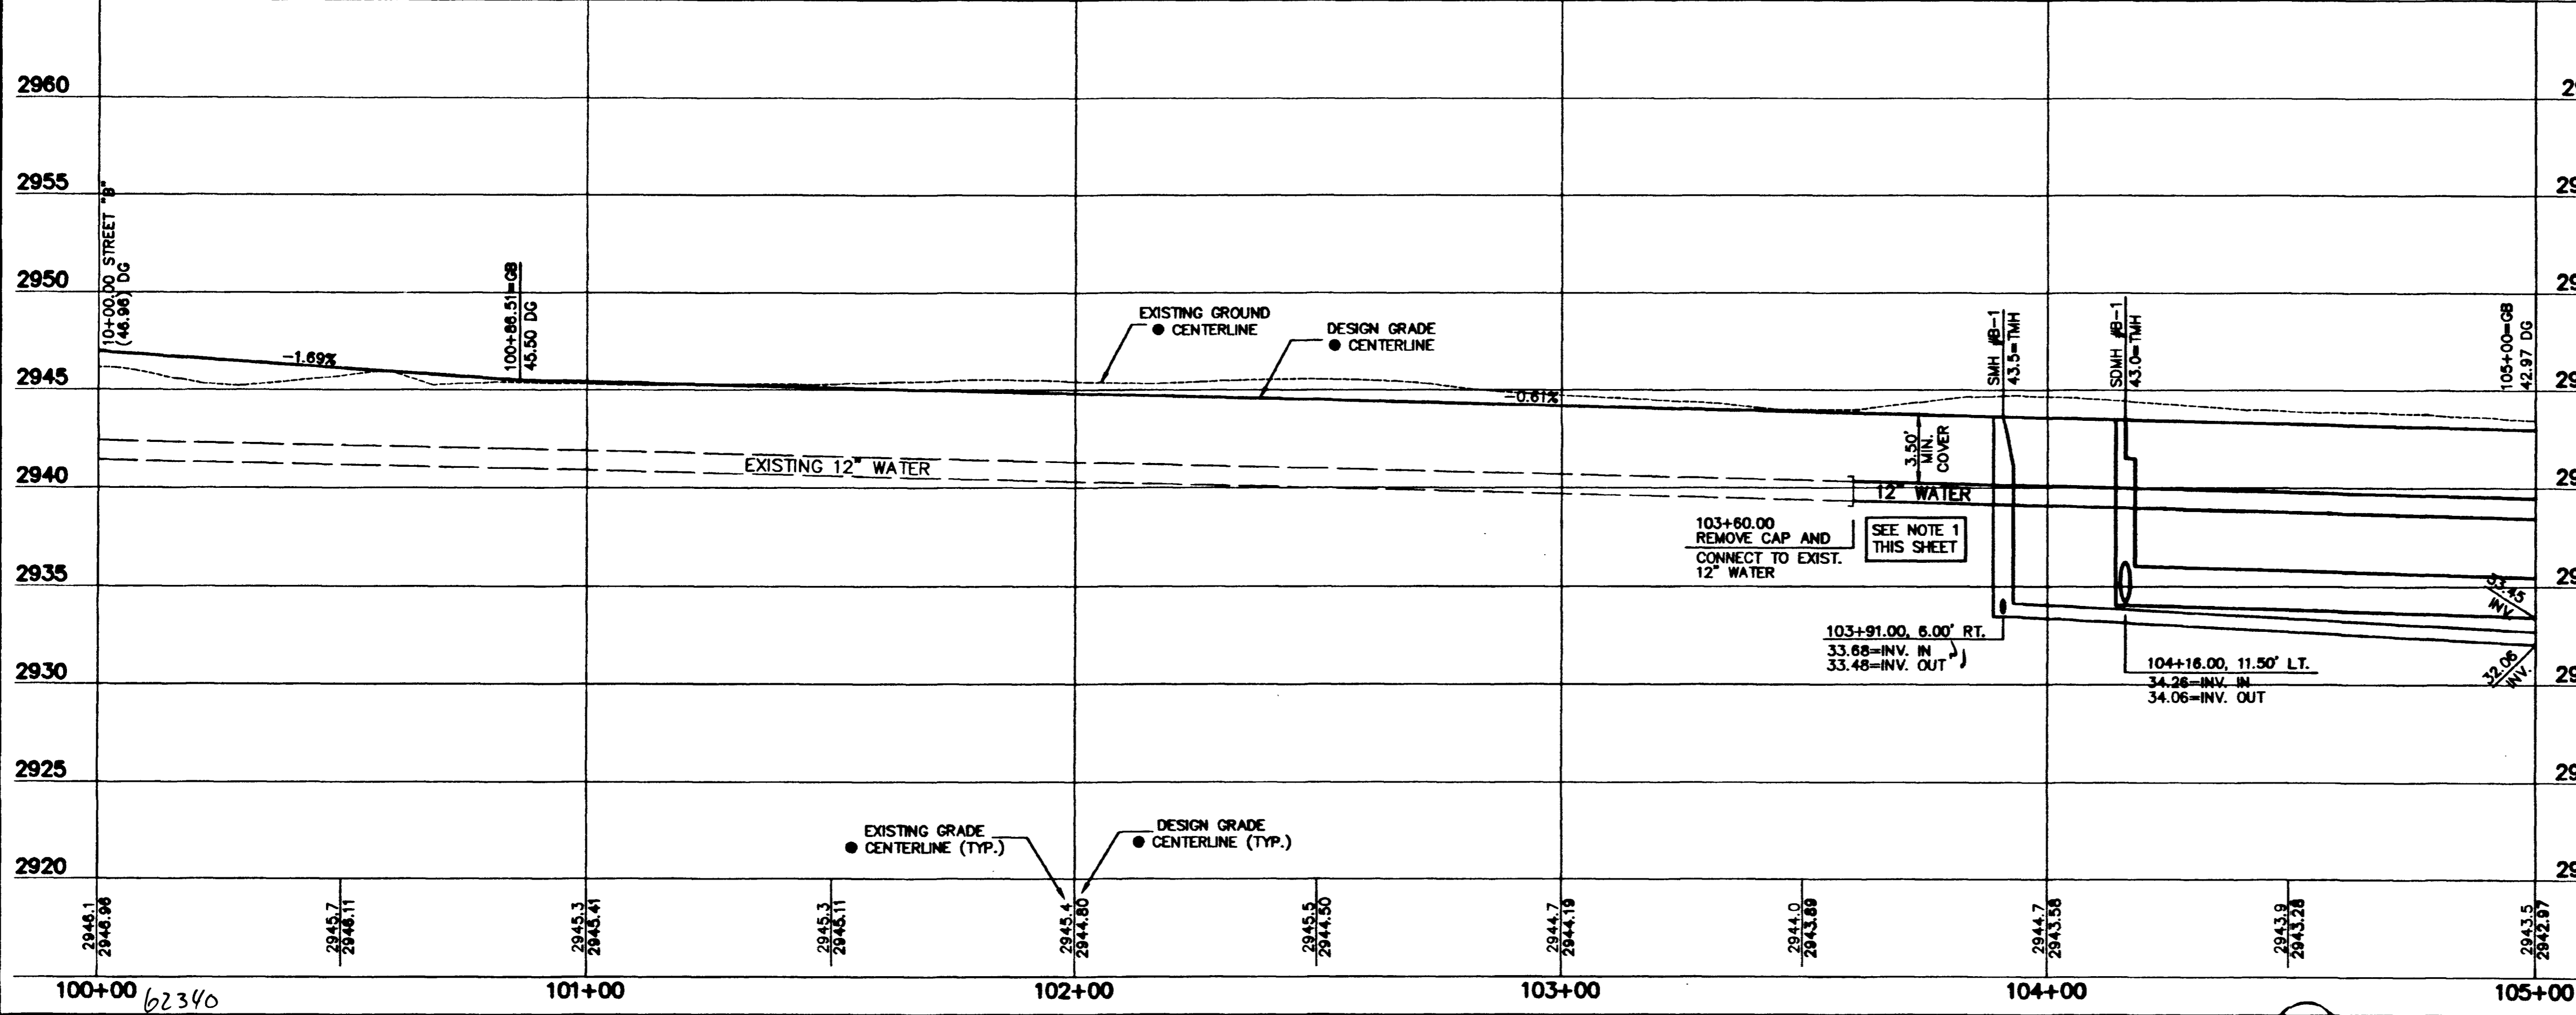 2960
29
2955
29
2950
29
2945
29
2940
29
2935
29
2930
29
2925
29
2920
29
10+00.00 STREET "B"
(46.96) DG
-1.69%
100+86.51=GB
45.50 DG
EXISTING GROUND
CENTERLINE
DESIGN GRADE
CENTERLINE
-0.61%
SMH #B-1
43.5=TMH
SDMH #B-1
43.0=TMH
105+00=GB
42.97 DG
EXISTING 12" WATER
3.50'
MIN.
COVER
12" WATER
103+60.00
REMOVE CAP AND
CONNECT TO EXIST.
12" WATER
SEE NOTE 1
THIS SHEET
103+91.00, 6.00' RT.
33.68=INV. IN
33.48=INV. OUT
104+16.00, 11.50' LT.
34.26=INV. IN
34.06=INV. OUT
INV.
32.06
INV.
EXISTING GRADE
CENTERLINE (TYP.)
DESIGN GRADE
CENTERLINE (TYP.)
2946.1
2946.96
2945.7
2946.11
2945.3
2945.41
2945.3
2945.11
2945.4
2944.80
2945.5
2944.50
2944.7
2944.19
2944.0
2943.89
2944.7
2943.58
2943.9
2943.28
2943.5
2942.97
100+00
62340
101+00
102+00
103+00
104+00
105+00